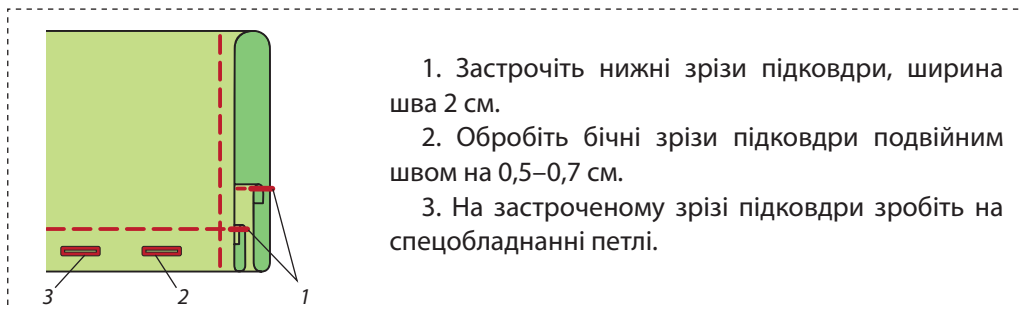 1. Застрочіть нижні зрізи підковдри, ширина
шва 2 см.
2. Обробіть бічні зрізи підковдри подвійним
швом на 0,5–0,7 см.
3. На застроченому зрізі підковдри зробіть на
спецобладнанні петлі.
3 2 1